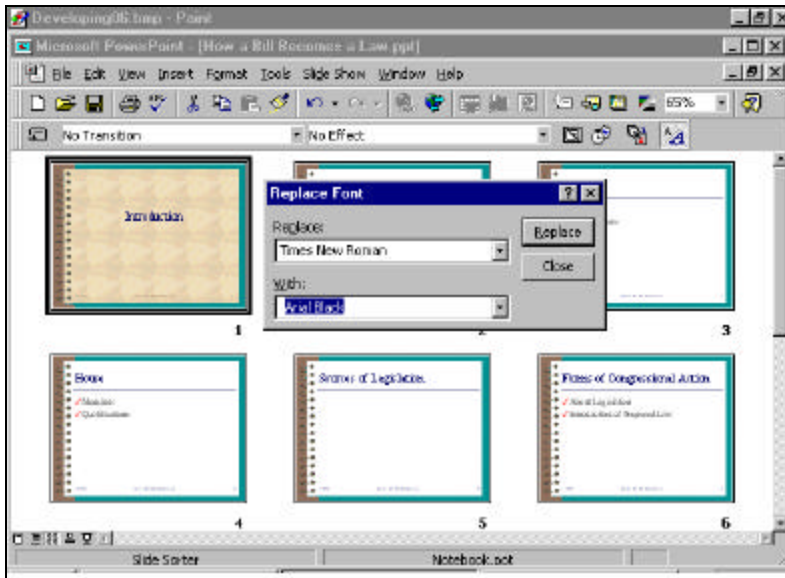 Developing06.bmp - Paint
Microsoft PowerPoint - [How a Bill Becomes a Law.ppt]
File Edit View Insert Format Tools Slide Show Window Help
65%
No Transition No Effect
Introduction
1
Replace Font
Replace:
Times New Roman
With:
Arial Black
Replace
Close
2
3
House
Qualifications
4
Sources of Legislation
5
Forms of Congressional Action
6
Slide Sorter Notebook.pot